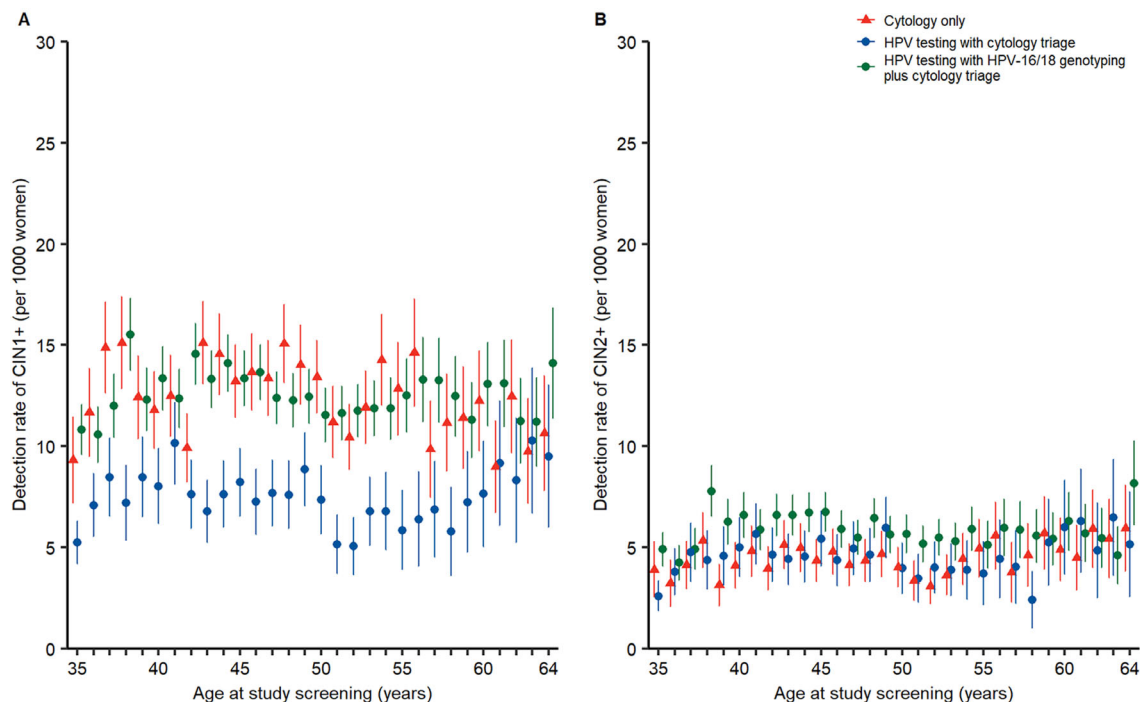 A
Detection rate of CIN1+ (per 1000 women)
30
25
20
15
10
5
0
35
40
45
50
55
60
64
Age at study screening (years)
B
Cytology only
HPV testing with cytology triage
HPV testing with HPV-16/18 genotyping
plus cytology triage
Detection rate of CIN2+ (per 1000 women)
30
25
20
15
10
5
0
35
40
45
50
55
60
64
Age at study screening (years)